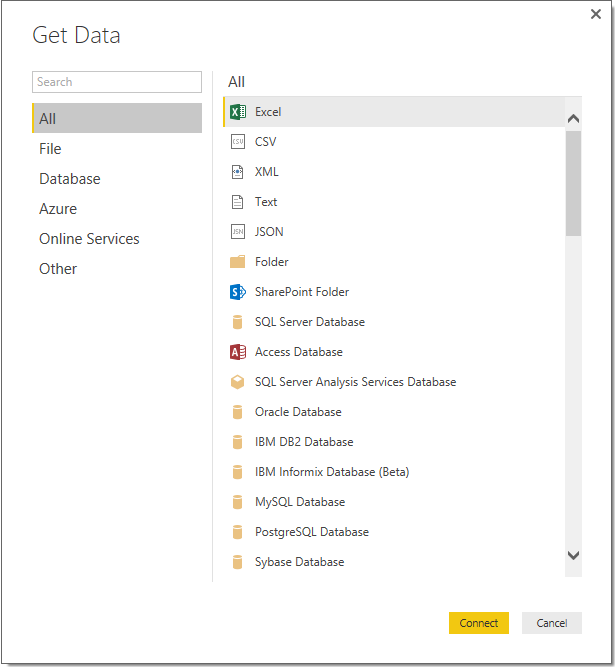 Get Data
Search
All
File
Database
Azure
Online Services
Other
All
Excel
CSV
XML
Text
JSON
Folder
SharePoint Folder
SQL Server Database
Access Database
SQL Server Analysis Services Database
Oracle Database
IBM DB2 Database
IBM Informix Database (Beta)
MySQL Database
PostgreSQL Database
Sybase Database
Connect
Cancel